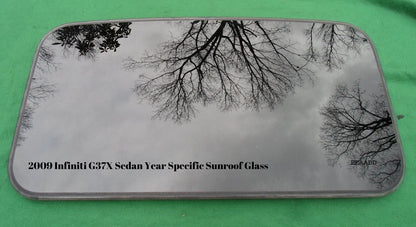 2009 Infiniti G37X Sedan Year Specific Sunroof Glass